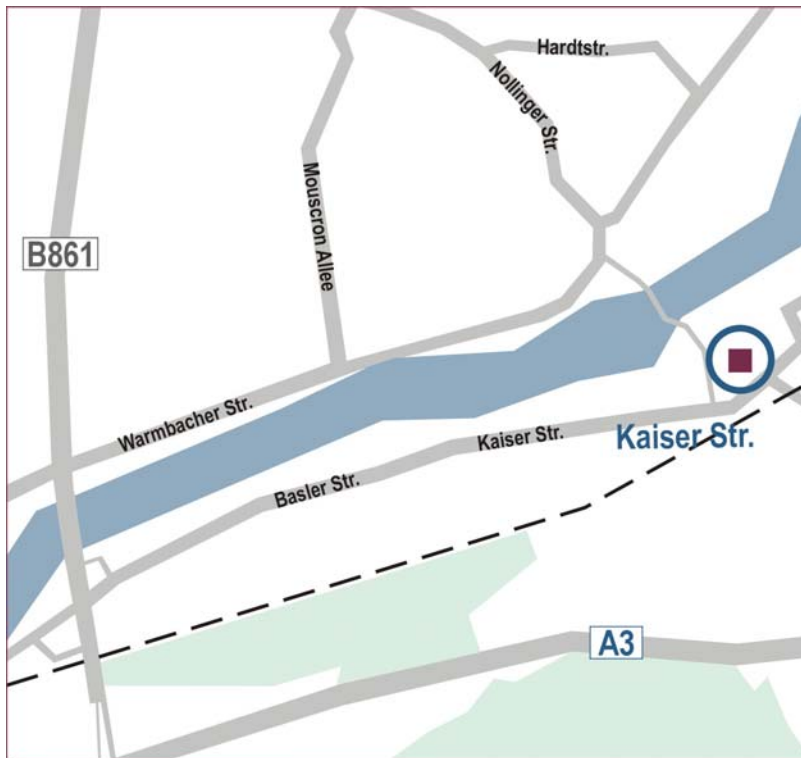 Hardtstr.
Nollinger Str.
Mouscron Allee
B861
Warmbacher Str.
Kaiser Str.
Kaiser Str.
Basler Str.
A3